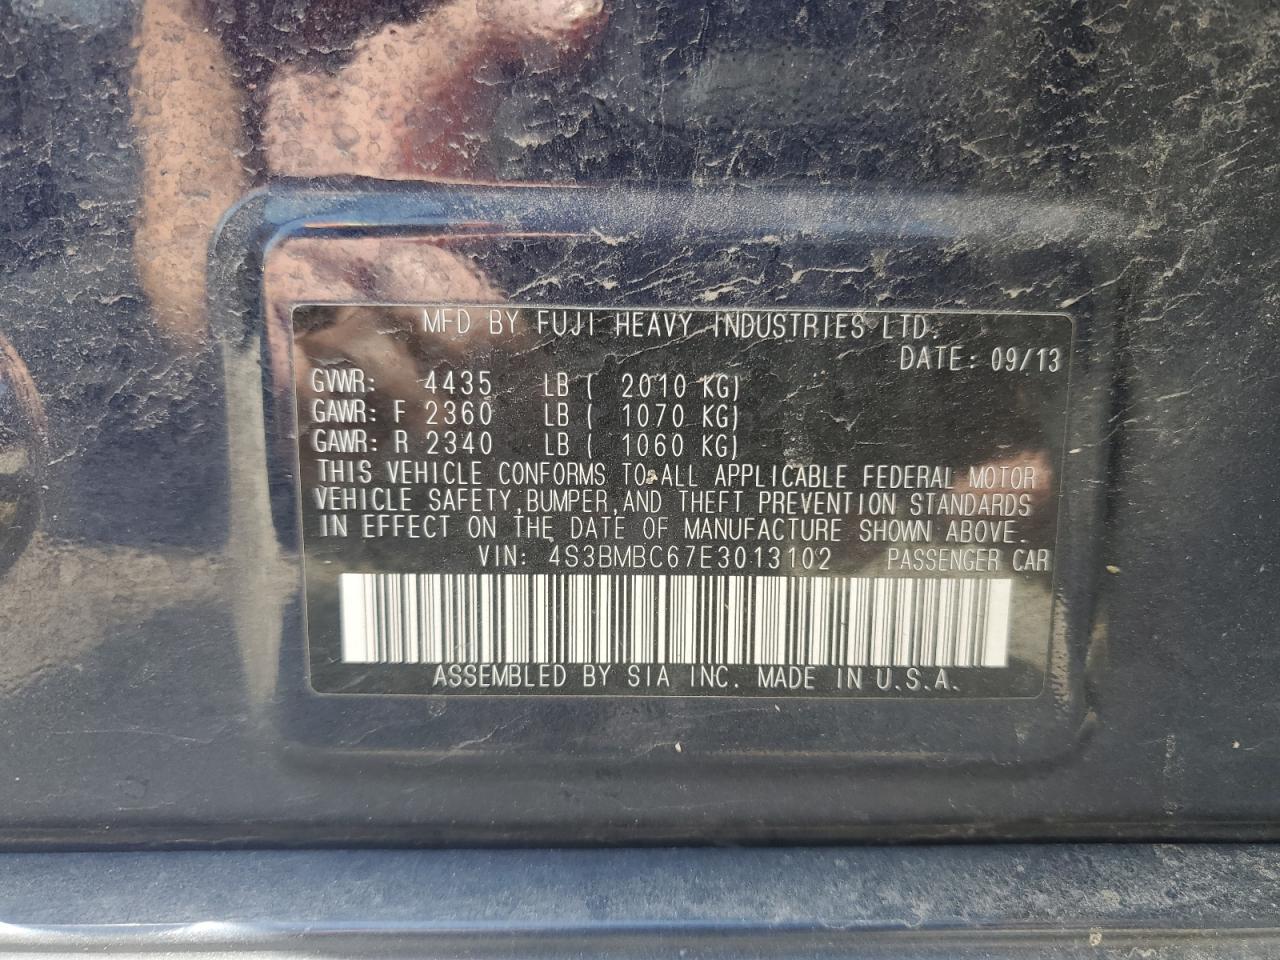 MFD BY FUJI HEAVY INDUSTRIES LTD.
DATE: 09/13
GVWR: 4435 LB ( 2010 KG)
GAWR: F 2360 LB ( 1070 KG)
GAWR: R 2340 LB ( 1060 KG)
THIS VEHICLE CONFORMS TO ALL APPLICABLE FEDERAL MOTOR
VEHICLE SAFETY, BUMPER, AND THEFT PREVENTION STANDARDS
IN EFFECT ON THE DATE OF MANUFACTURE SHOWN ABOVE.
VIN: 4S3BMBC67E3013102 PASSENGER CAR
ASSEMBLED BY SIA INC. MADE IN U.S.A.